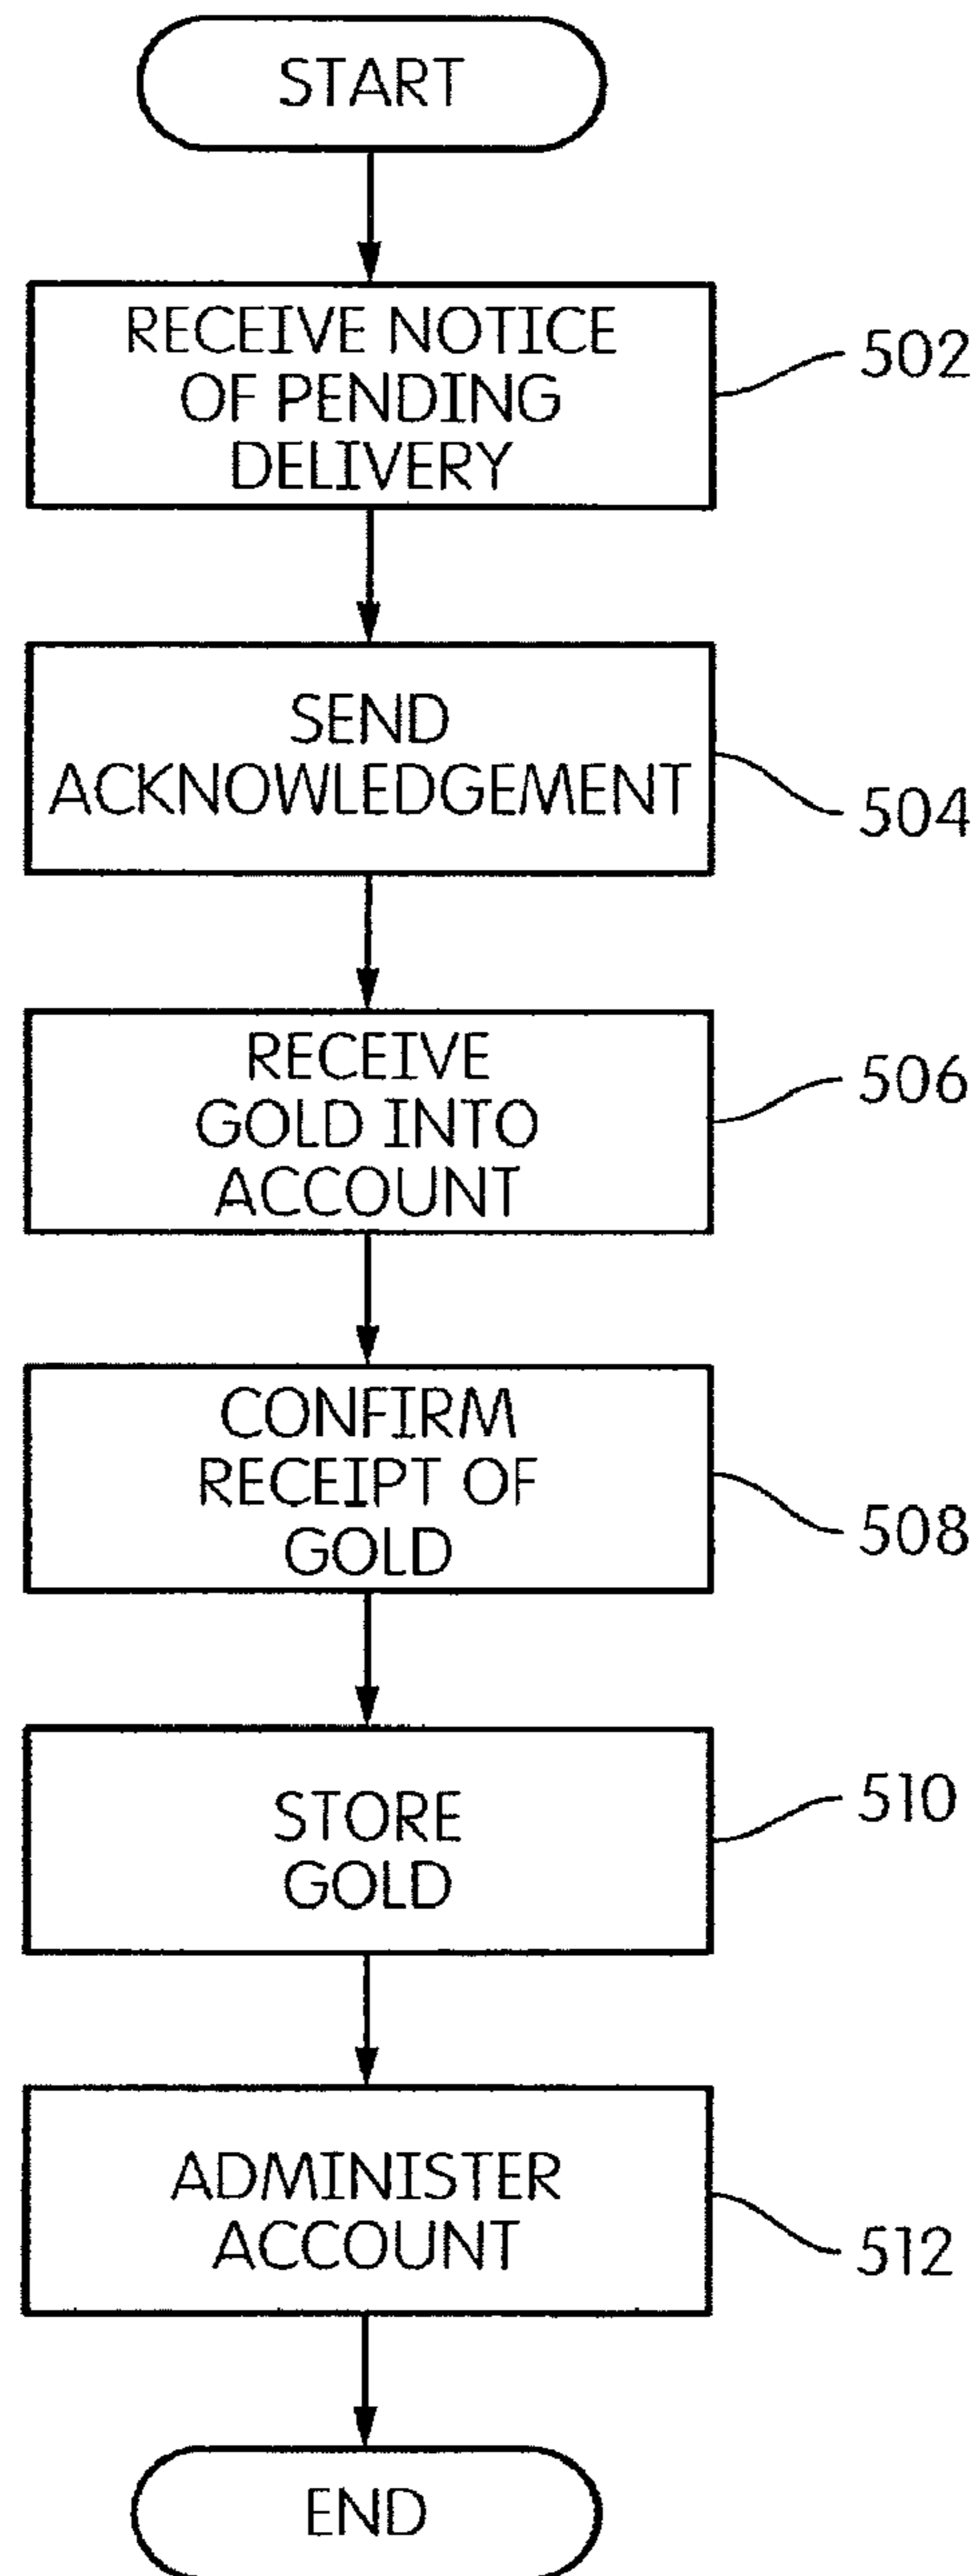 START
RECEIVE NOTICE
OF PENDING
DELIVERY
502
SEND
ACKNOWLEDGEMENT
504
RECEIVE
GOLD INTO
ACCOUNT
506
CONFIRM
RECEIPT OF
GOLD
508
STORE
GOLD
510
ADMINISTER
ACCOUNT
512
END